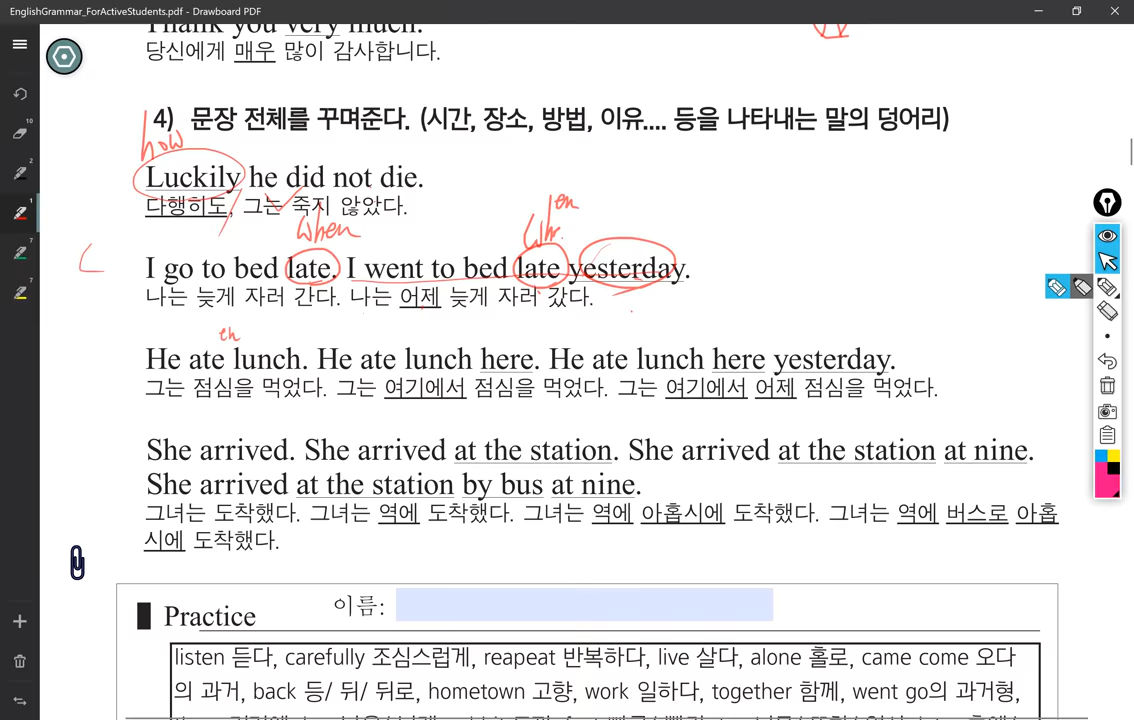 EnglishGrammar_ForActiveStudents.pdf - Drawboard PDF
Thank you very much.
당신에게 매우 많이 감사합니다.
4) 문장 전체를 꾸며준다. (시간, 장소, 방법, 이유.... 등을 나타내는 말의 덩어리)
how
Luckily he did not die.
다행히도, 그는 죽지 않았다.
when
I go to bed late. I went to bed late yesterday.
나는 늦게 자러 간다. 나는 어제 늦게 자러 갔다.
He ate lunch. He ate lunch here. He ate lunch here yesterday.
그는 점심을 먹었다. 그는 여기에서 점심을 먹었다. 그는 여기에서 어제 점심을 먹었다.
She arrived. She arrived at the station. She arrived at the station at nine.
She arrived at the station by bus at nine.
그녀는 도착했다. 그녀는 역에 도착했다. 그녀는 역에 아홉시에 도착했다. 그녀는 역에 버스로 아홉
시에 도착했다.
Practice 이름:
listen 듣다, carefully 조심스럽게, reapeat 반복하다, live 살다, alone 홀로, came come 오다
의 과거, back 등/ 뒤/ 뒤로, hometown 고향, work 일하다, together 함께, went go의 과거형,